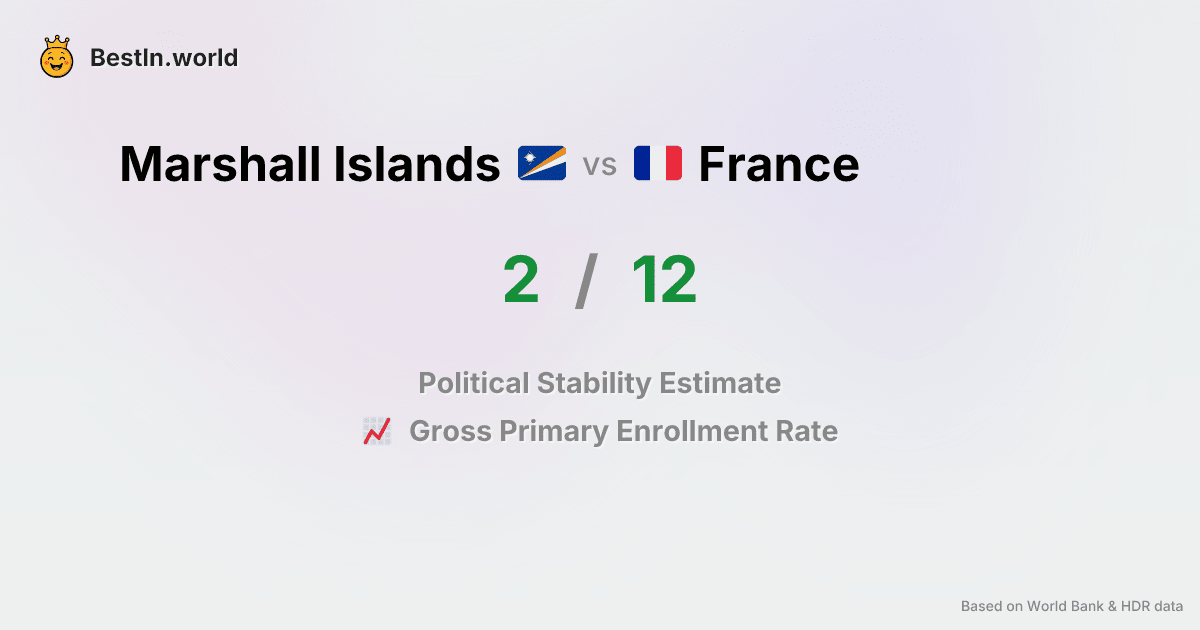 BestIn.world
Marshall Islands vs France
2 / 12
Political Stability Estimate
Gross Primary Enrollment Rate
Based on World Bank & HDR data